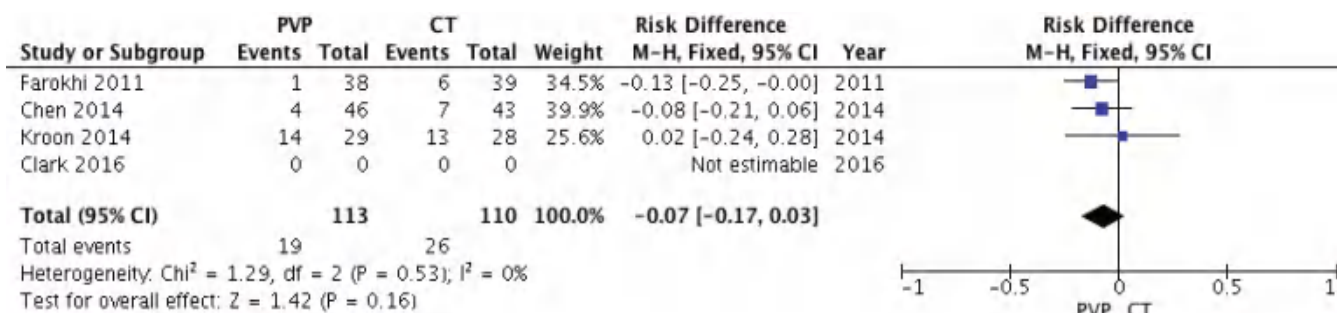 PVP CT Risk Difference Risk Difference
Study or Subgroup Events Total Events Total Weight M-H, Fixed, 95% CI Year M-H, Fixed, 95% CI
Farokhi 2011 1 38 6 39 34.5% -0.13 [-0.25, -0.00] 2011
Chen 2014 4 46 7 43 39.9% -0.08 [-0.21, 0.06] 2014
Kroon 2014 14 29 13 28 25.6% 0.02 [-0.24, 0.28] 2014
Clark 2016 0 0 0 0 Not estimable 2016
Total (95% CI) 113 110 100.0% -0.07 [-0.17, 0.03]
Total events 19 26
Heterogeneity: Chi² = 1.29, df = 2 (P = 0.53); I² = 0%
Test for overall effect: Z = 1.42 (P = 0.16)
-1 -0.5 0 0.5 1
PVP CT